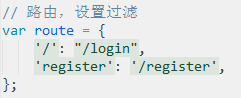 // 路由，设置过滤
var route = {
    '/': "/login",
    'register': '/register',
};